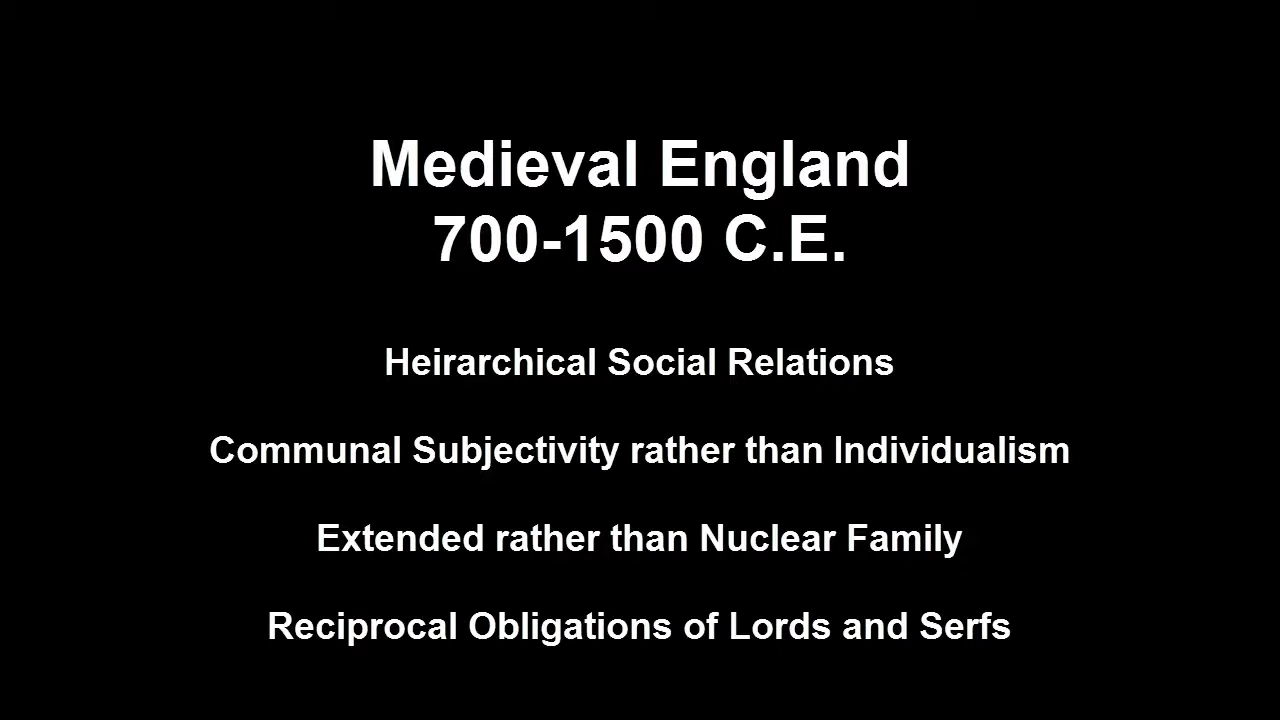 Medieval England
700-1500 C.E.
Heirarchical Social Relations
Communal Subjectivity rather than Individualism
Extended rather than Nuclear Family
Reciprocal Obligations of Lords and Serfs